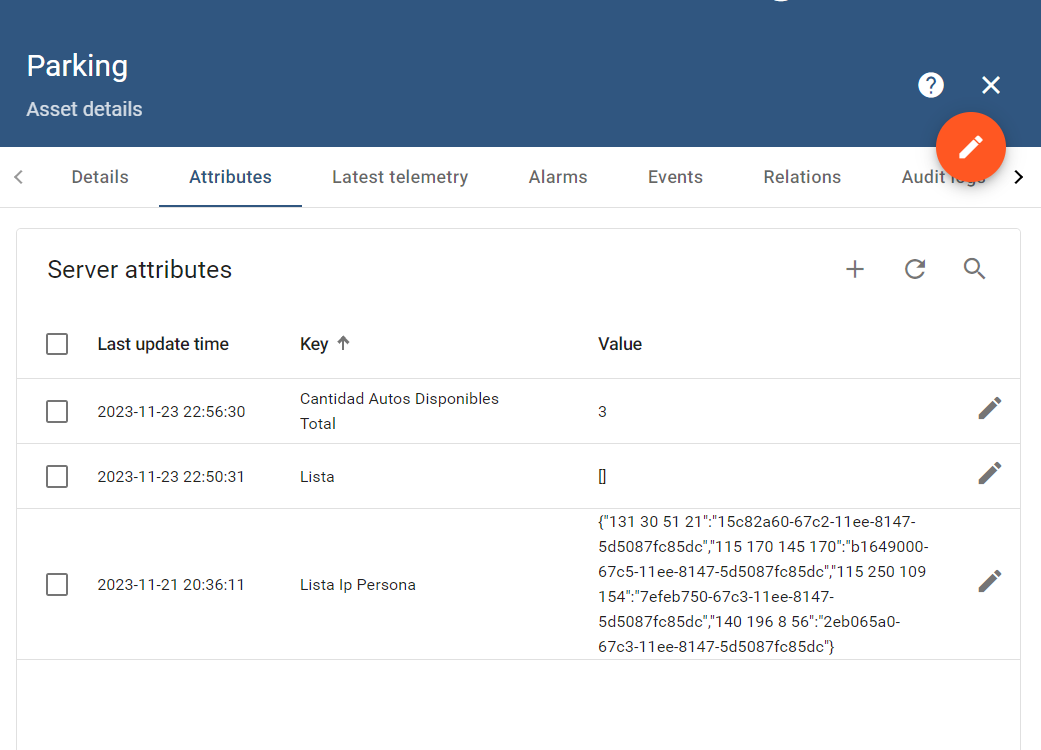 Parking
Asset details
?
Details Attributes Latest telemetry Alarms Events Relations Audit logs
Server attributes
Last update time Key Value
2023-11-23 22:56:30 Cantidad Autos Disponibles
Total 3
2023-11-23 22:50:31 Lista []
2023-11-21 20:36:11 Lista Ip Persona
{"131 30 51 21":"15c82a60-67c2-11ee-8147-
5d5087fc85dc","115 170 145 170":"b1649000-
67c5-11ee-8147-5d5087fc85dc","115 250 109
154":"7efeb750-67c3-11ee-8147-
5d5087fc85dc","140 196 8 56":"2eb065a0-
67c3-11ee-8147-5d5087fc85dc"}